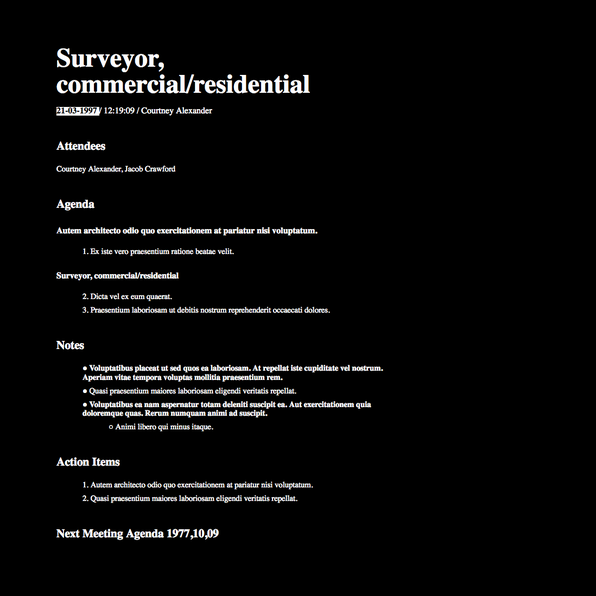 Surveyor,
commercial/residential
21-03-1997 / 12:19:09 / Courtney Alexander
Attendees
Courtney Alexander, Jacob Crawford
Agenda
Autem architecto odio quo exercitationem at pariatur nisi voluptatum.
1. Ex iste vero praesentium ratione beatae velit.
Surveyor, commercial/residential
2. Dicta vel ex eum quaerat.
3. Praesentium laboriosam ut debitis nostrum reprehenderit occaecati dolores.
Notes
● Voluptatibus placeat ut sed quos ea laboriosam. At repellat iste cupiditate vel nostrum.
Aperiam vitae tempora voluptas mollitia praesentium rem.
● Quasi praesentium maiores laboriosam eligendi veritatis repellat.
● Voluptatibus ea nam aspernatur totam deleniti suscipit ea. Aut exercitationem quia
doloremque quas. Rerum numquam animi ad suscipit.
○ Animi libero qui minus itaque.
Action Items
1. Autem architecto odio quo exercitationem at pariatur nisi voluptatum.
2. Quasi praesentium maiores laboriosam eligendi veritatis repellat.
Next Meeting Agenda 1977,10,09